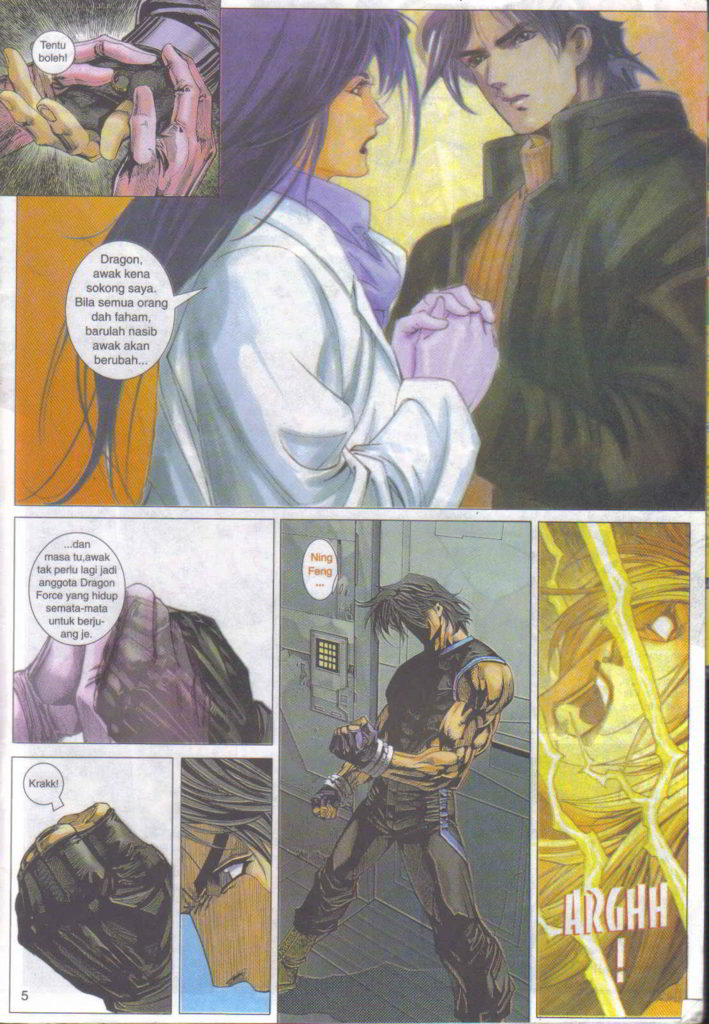 Tentu
boleh!
Dragon,
awak kena
sokong saya.
Bila semua orang
dah faham,
barulah nasib
awak akan
berubah...
...dan
masa tu,awak
tak perlu lagi jadi
anggota Dragon
Force yang hidup
semata-mata
untuk berju-
ang je.
Ning
Feng
...
Krakk!
ARGHH
!
5